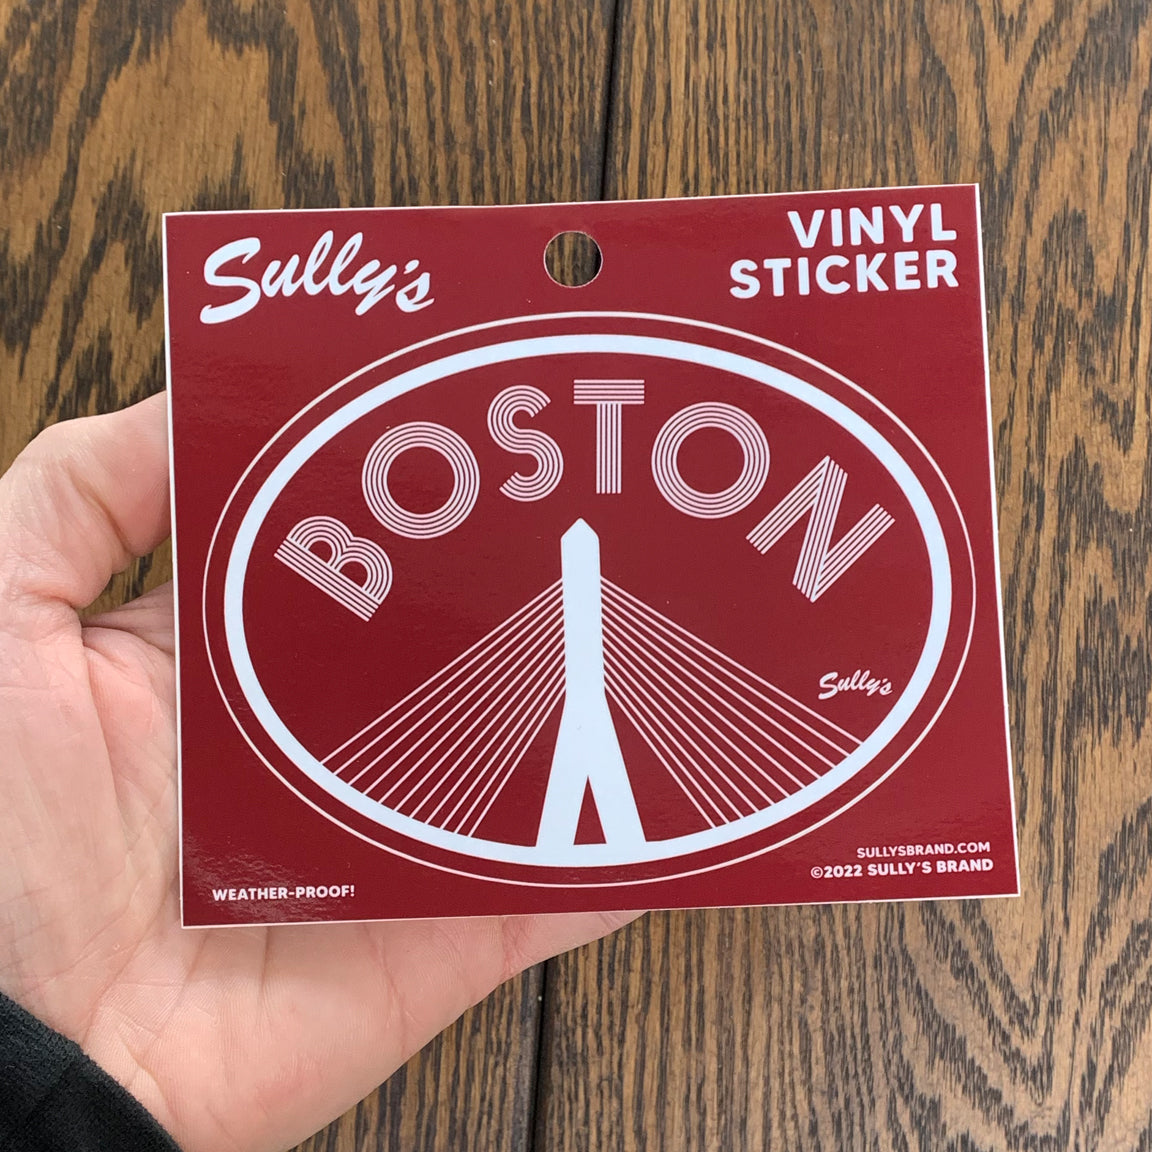 Sully's
VINYL
STICKER
BOSTON
Sully's
SULLYSBRAND.COM
©2022 SULLY'S BRAND
WEATHER-PROOF!